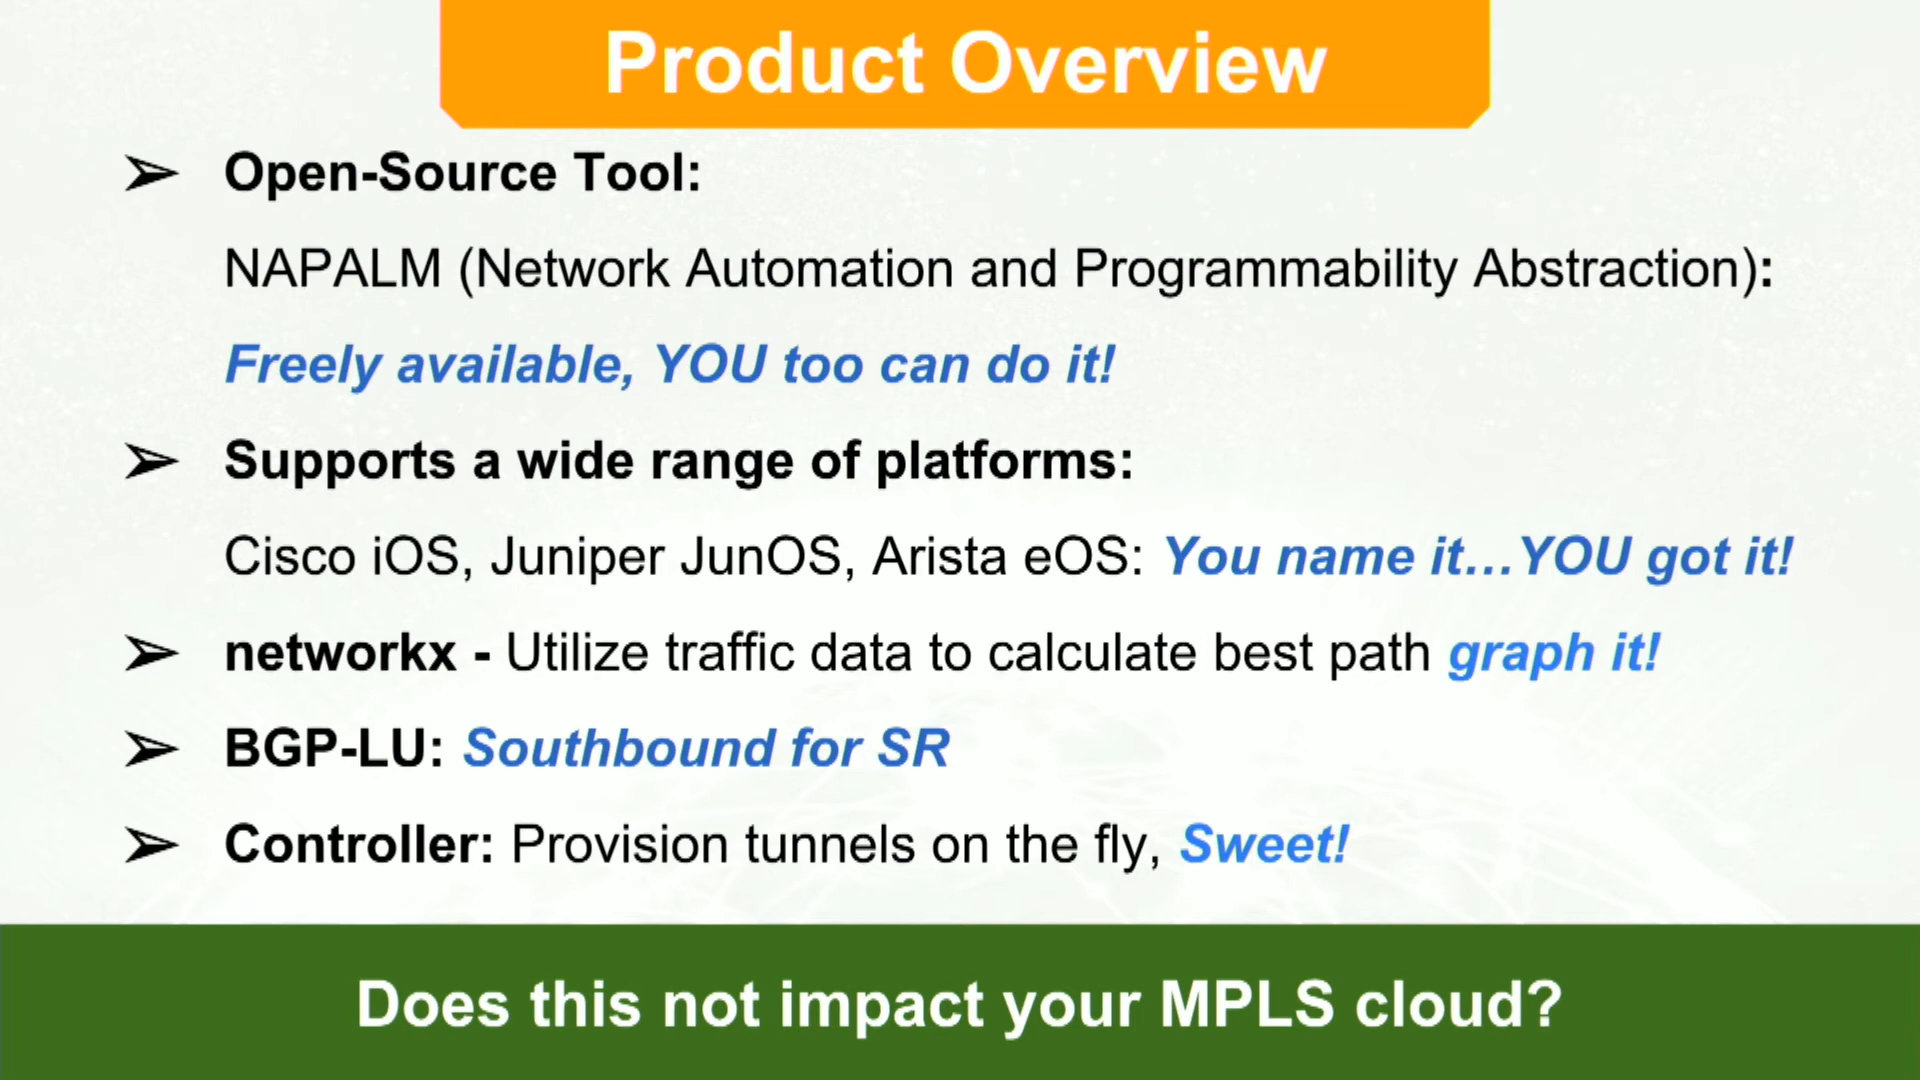 Product Overview
➢ Open-Source Tool:
NAPALM (Network Automation and Programmability Abstraction):
Freely available, YOU too can do it!
➢ Supports a wide range of platforms:
Cisco iOS, Juniper JunOS, Arista eOS: You name it...YOU got it!
➢ networkx - Utilize traffic data to calculate best path graph it!
➢ BGP-LU: Southbound for SR
➢ Controller: Provision tunnels on the fly, Sweet!
Does this not impact your MPLS cloud?